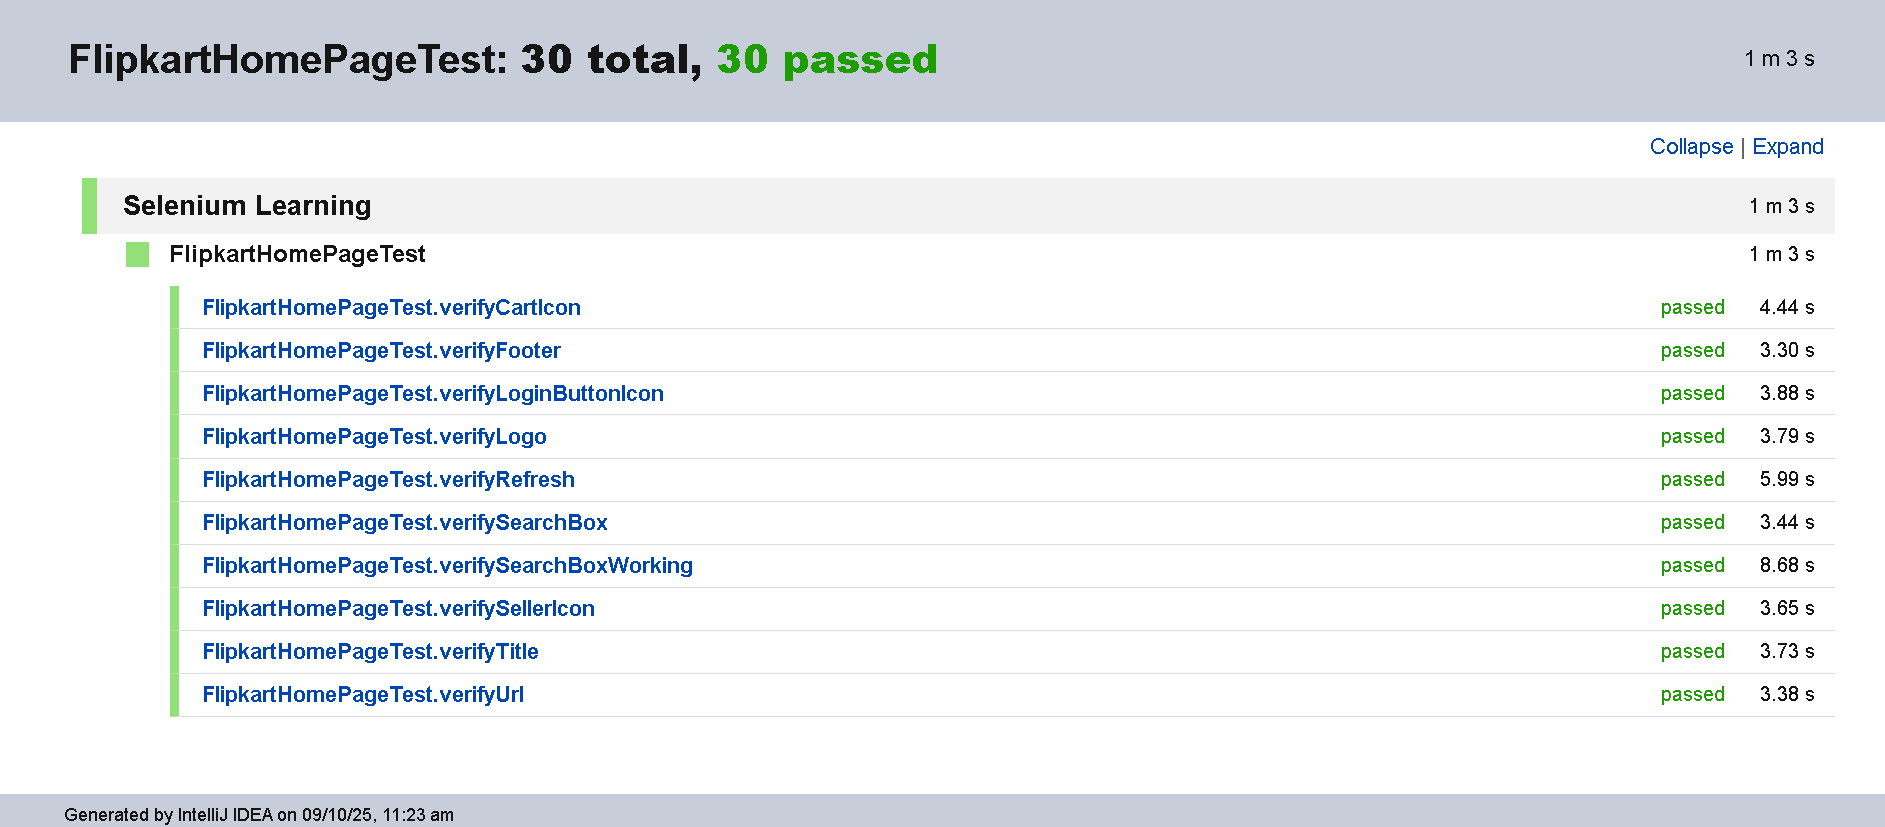 FlipkartHomePageTest: 30 total, 30 passed 1 m 3 s
Collapse | Expand
Selenium Learning 1 m 3 s
FlipkartHomePageTest 1 m 3 s
FlipkartHomePageTest.verifyCartIcon passed 4.44 s
FlipkartHomePageTest.verifyFooter passed 3.30 s
FlipkartHomePageTest.verifyLoginButtonIcon passed 3.88 s
FlipkartHomePageTest.verifyLogo passed 3.79 s
FlipkartHomePageTest.verifyRefresh passed 5.99 s
FlipkartHomePageTest.verifySearchBox passed 3.44 s
FlipkartHomePageTest.verifySearchBoxWorking passed 8.68 s
FlipkartHomePageTest.verifySellerIcon passed 3.65 s
FlipkartHomePageTest.verifyTitle passed 3.73 s
FlipkartHomePageTest.verifyUrl passed 3.38 s
Generated by IntelliJ IDEA on 09/10/25, 11:23 am